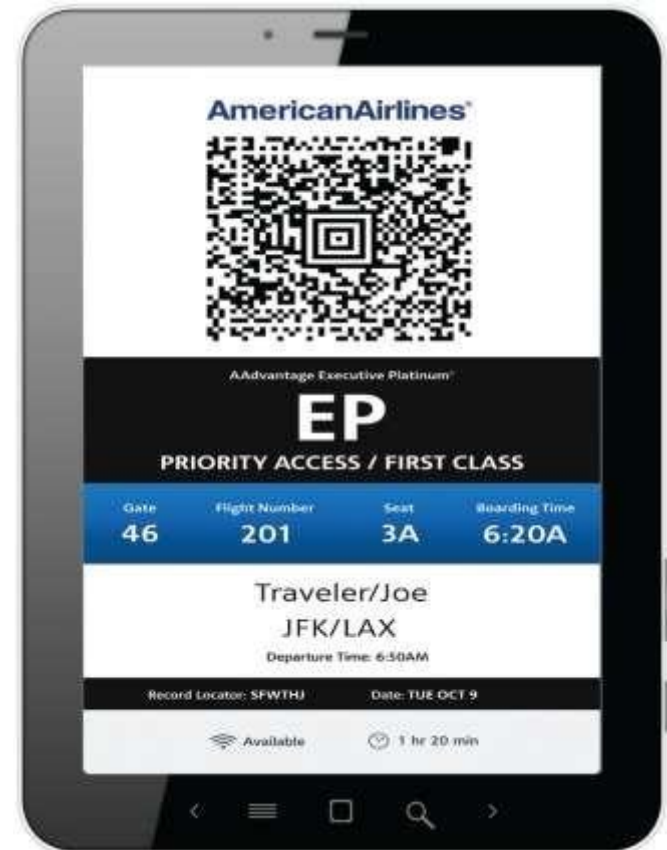 AmericanAirlines®
AAdvantage Executive Platinum®
EP
PRIORITY ACCESS / FIRST CLASS
Gate Flight Number Seat Boarding Time
46 201 3A 6:20A
Traveler/Joe
JFK/LAX
Departure Time: 6:50AM
Record Locator: SFWTHJ Date: TUE OCT 9
Available 1 hr 20 min